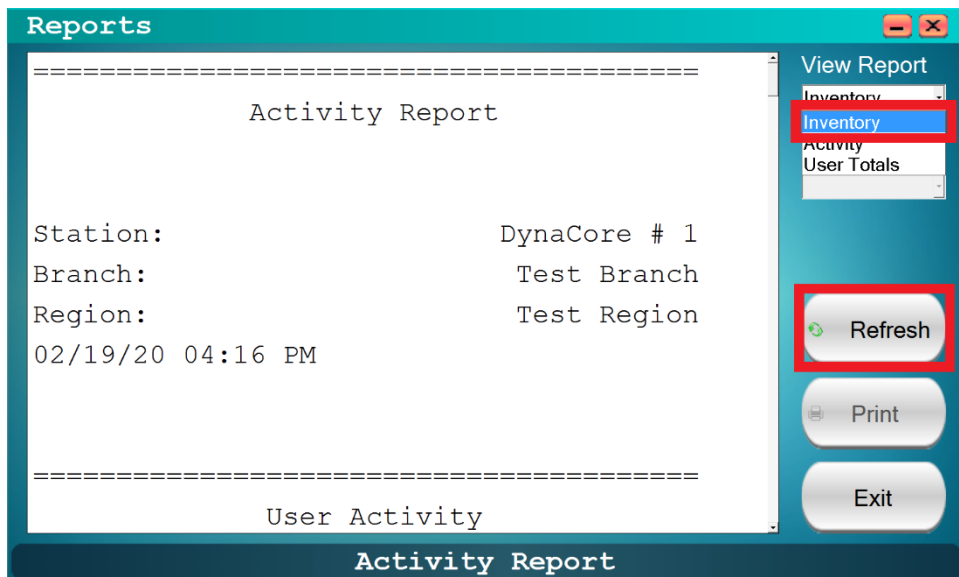 Reports
========================================
Activity Report
Station: DynaCore # 1
Branch: Test Branch
Region: Test Region
02/19/20 04:16 PM
========================================
User Activity
View Report
Inventory
Inventory
Activity
User Totals
Refresh
Print
Exit
Activity Report